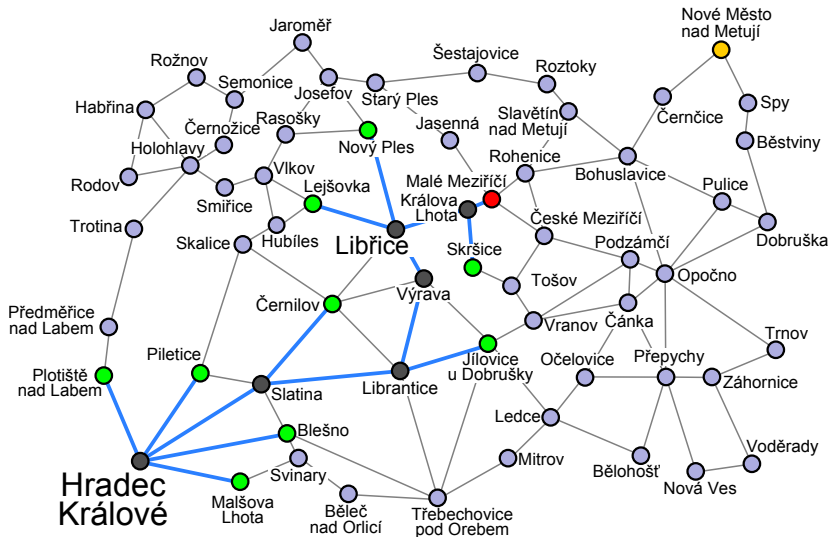 Nové Město
nad Metují
Jaroměř
Šestajovice
Rožnov
Semonice
Josefov
Starý Ples
Roztoky
Habřina
Rasošky
Slavětín
nad Metují
Černčice
Spy
Černožice
Nový Ples
Jasenná
Běstviny
Holohlavy
Rohenice
Bohuslavice
Rodov
Vlkov
Lejšovka
Malé Meziříčí
Smiřice
Králova
Lhota
Pulice
Trotina
České Meziříčí
Skalice
Hubíles
Libřice
Podzámčí
Dobruška
Skršice
Opočno
Tošov
Výrava
Černilov
Předměřice
nad Labem
Vranov
Čánka
Trnov
Piletice
Očelovice
Přepychy
Plotiště
nad Labem
Jílovice
u Dobrušky
Slatina
Librantice
Záhornice
Blešno
Ledce
Voděrady
Mitrov
Hradec
Králové
Svinary
Bělohošť
Nová Ves
Malšova
Lhota
Běleč
nad Orlicí
Třebechovice
pod Orebem